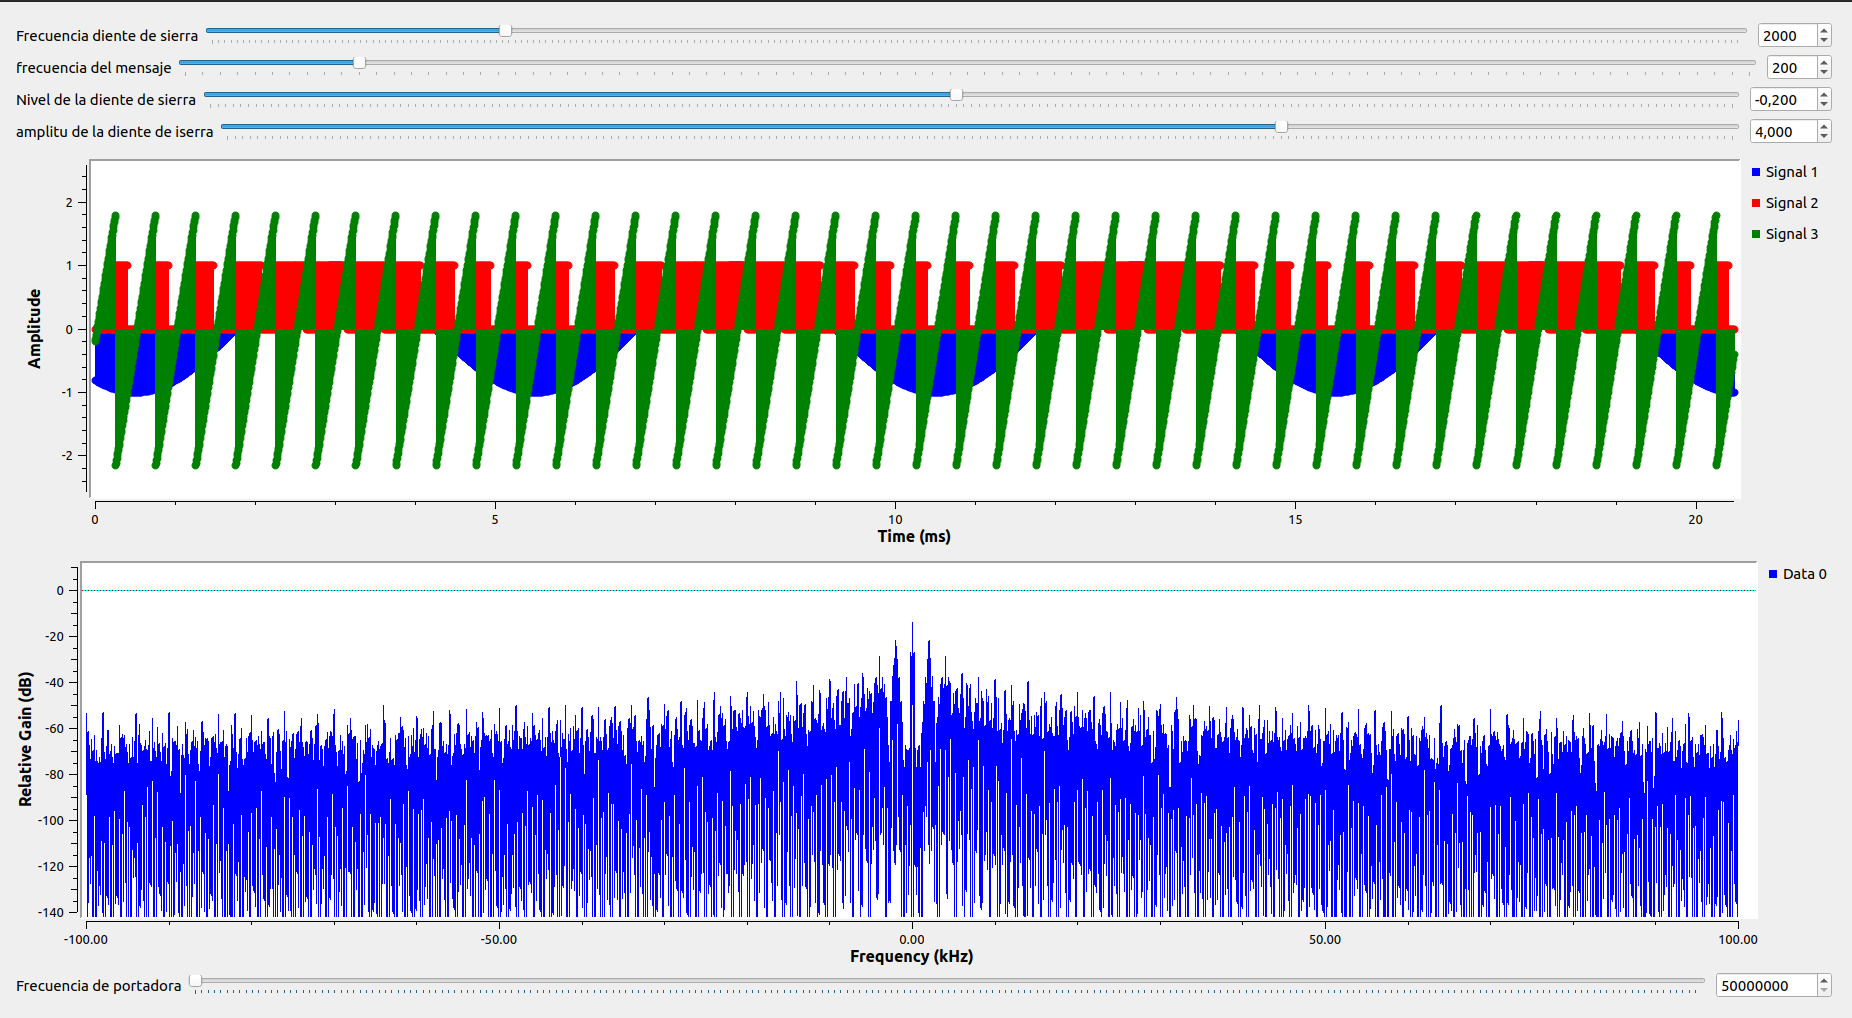 Frecuencia diente de sierra 2000
frecuencia del mensaje 200
Nivel de la diente de sierra -0,200
amplitu de la diente de iserra 4,000
Signal 1
Signal 2
Signal 3
2
1
0
-1
-2
Amplitude
0 5 10 15 20
Time (ms)
Data 0
0
-20
-40
-60
-80
-100
-120
-140
Relative Gain (dB)
-100.00 -50.00 0.00 50.00 100.00
Frequency (kHz)
Frecuencia de portadora 50000000